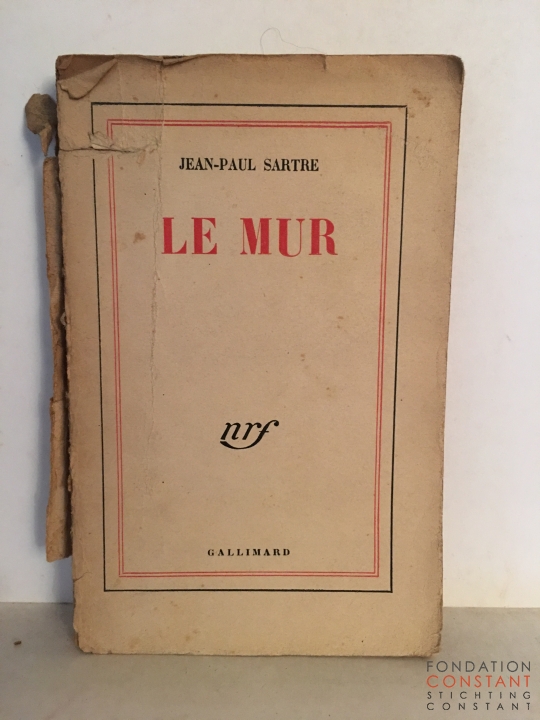 JEAN-PAUL SARTRE
LE MUR
nrf
GALLIMARD
FONDATION
CONSTANT
STICHTING
CONSTANT